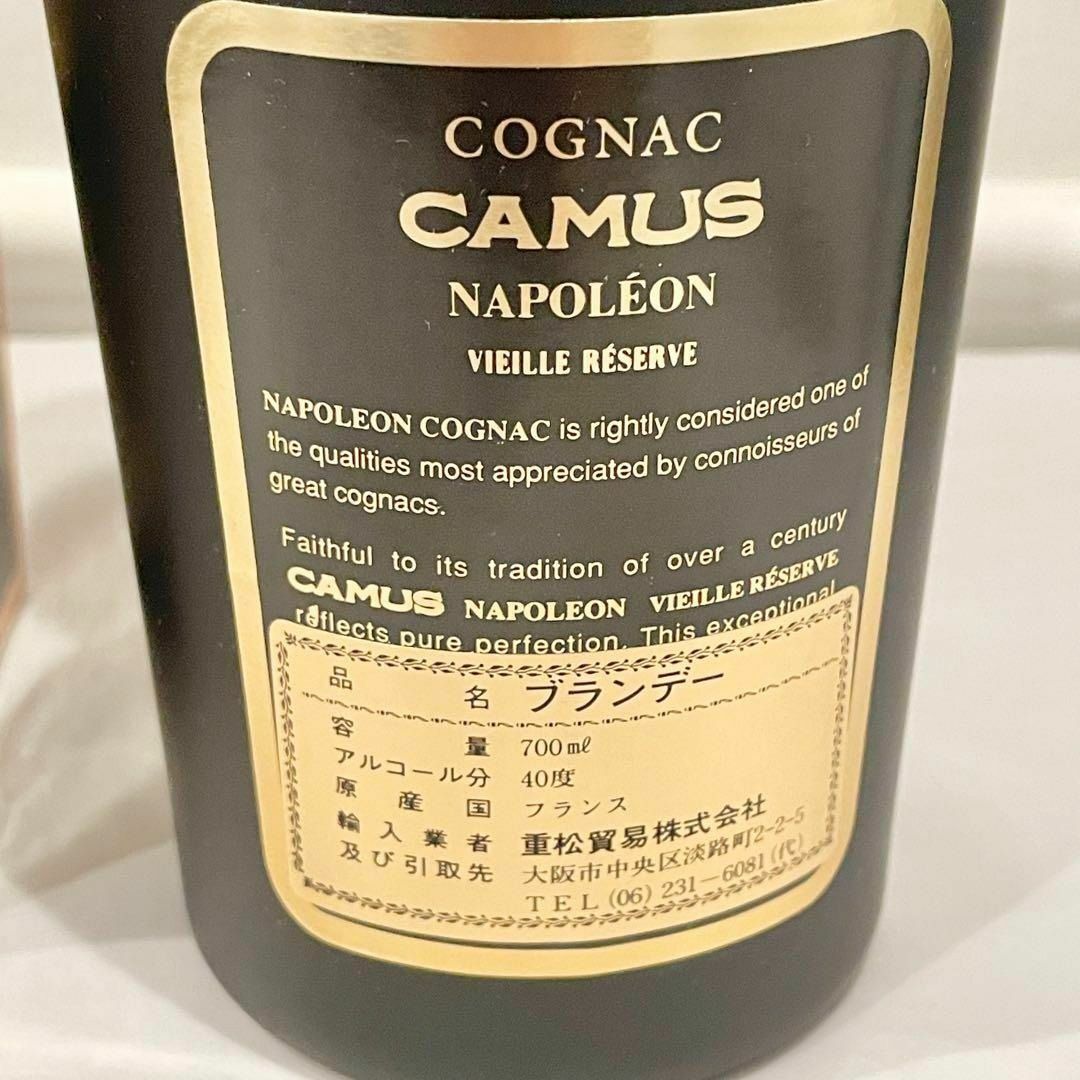 COGNAC
CAMUS
NAPOLÉON
VIEILLE RÉSERVE
NAPOLEON COGNAC is rightly considered one of
the qualities most appreciated by connoisseurs of
great cognacs.
Faithful to its tradition of over a century
CAMUS NAPOLEON VIEILLE RÉSERVE
reflects pure perfection. This exceptional
品名 ブランデー
容量 700㎖
アルコール分 40度
原産国 フランス
輸入業者 重松貿易株式会社
及び引取先 大阪市中央区淡路町2-2-5
TEL (06) 231-6081 (代)